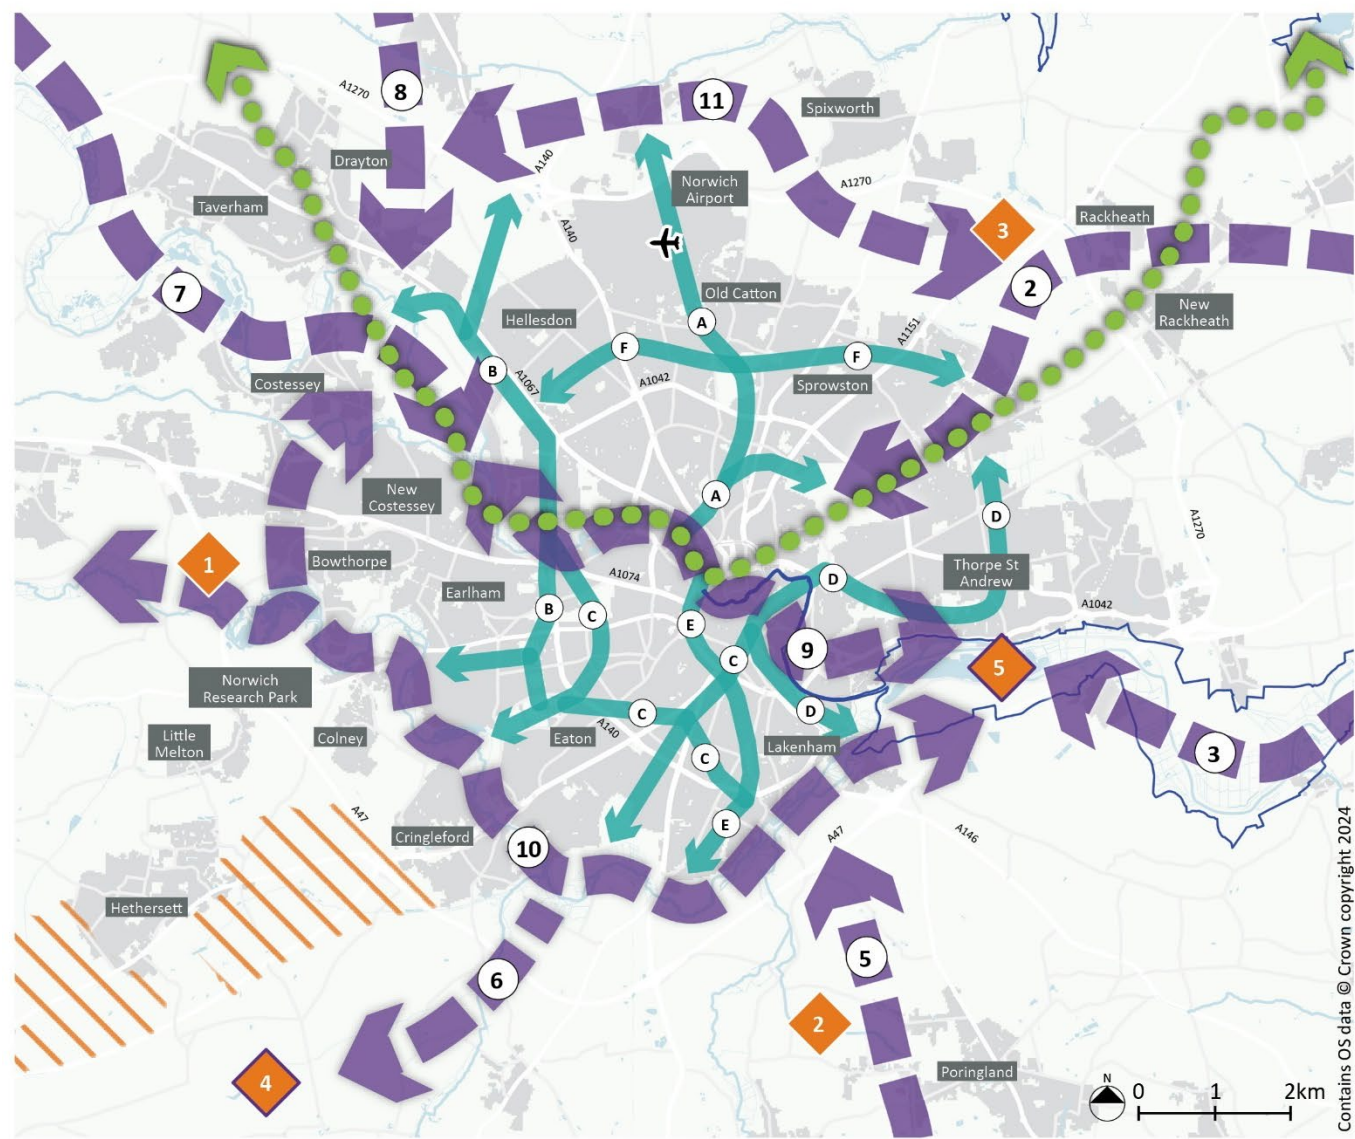 8
A1270
11
Spixworth
A140
Drayton
Norwich
Airport
A1270
Taverham
A140
3
Rackheath
7
2
Old Catton
New
Rackheath
Hellesdon
A
F
F
A1151
B
A1067
Costessey
A1042
Sprowston
New
Costessey
A
D
A1270
1
Bowthorpe
A1074
Thorpe St
Andrew
D
Earlham
B
C
E
A1042
9
C
5
Norwich
Research Park
C
D
Little
Melton
Colney
Eaton
A140
Lakenham
C
3
A47
Cringleford
E
A47
A146
10
Hethersett
5
6
2
4
Poringland
N
0
1
2km
Contains OS data © Crown copyright 2024